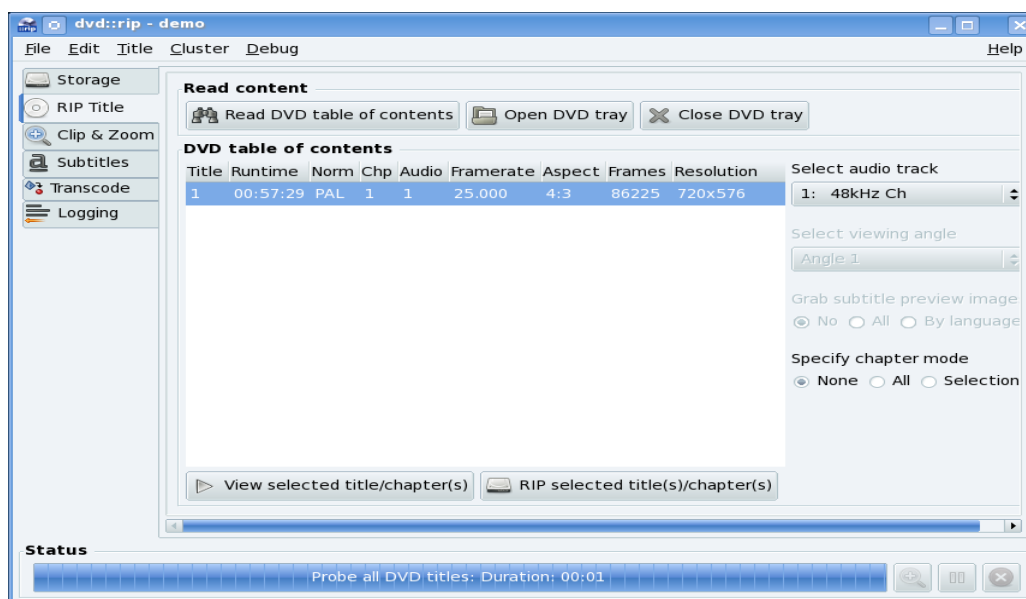 dvd::rip - demo
File Edit Title Cluster Debug Help
Storage
RIP Title
Clip & Zoom
Subtitles
Transcode
Logging
Read content
Read DVD table of contents Open DVD tray Close DVD tray
DVD table of contents
Title Runtime Norm Chp Audio Framerate Aspect Frames Resolution
1 00:57:29 PAL 1 1 25.000 4:3 86225 720x576
Select audio track
1: 48kHz Ch
Select viewing angle
Angle 1
Grab subtitle preview image
No All By language
Specify chapter mode
None All Selection
View selected title/chapter(s) RIP selected title(s)/chapter(s)
Status
Probe all DVD titles: Duration: 00:01